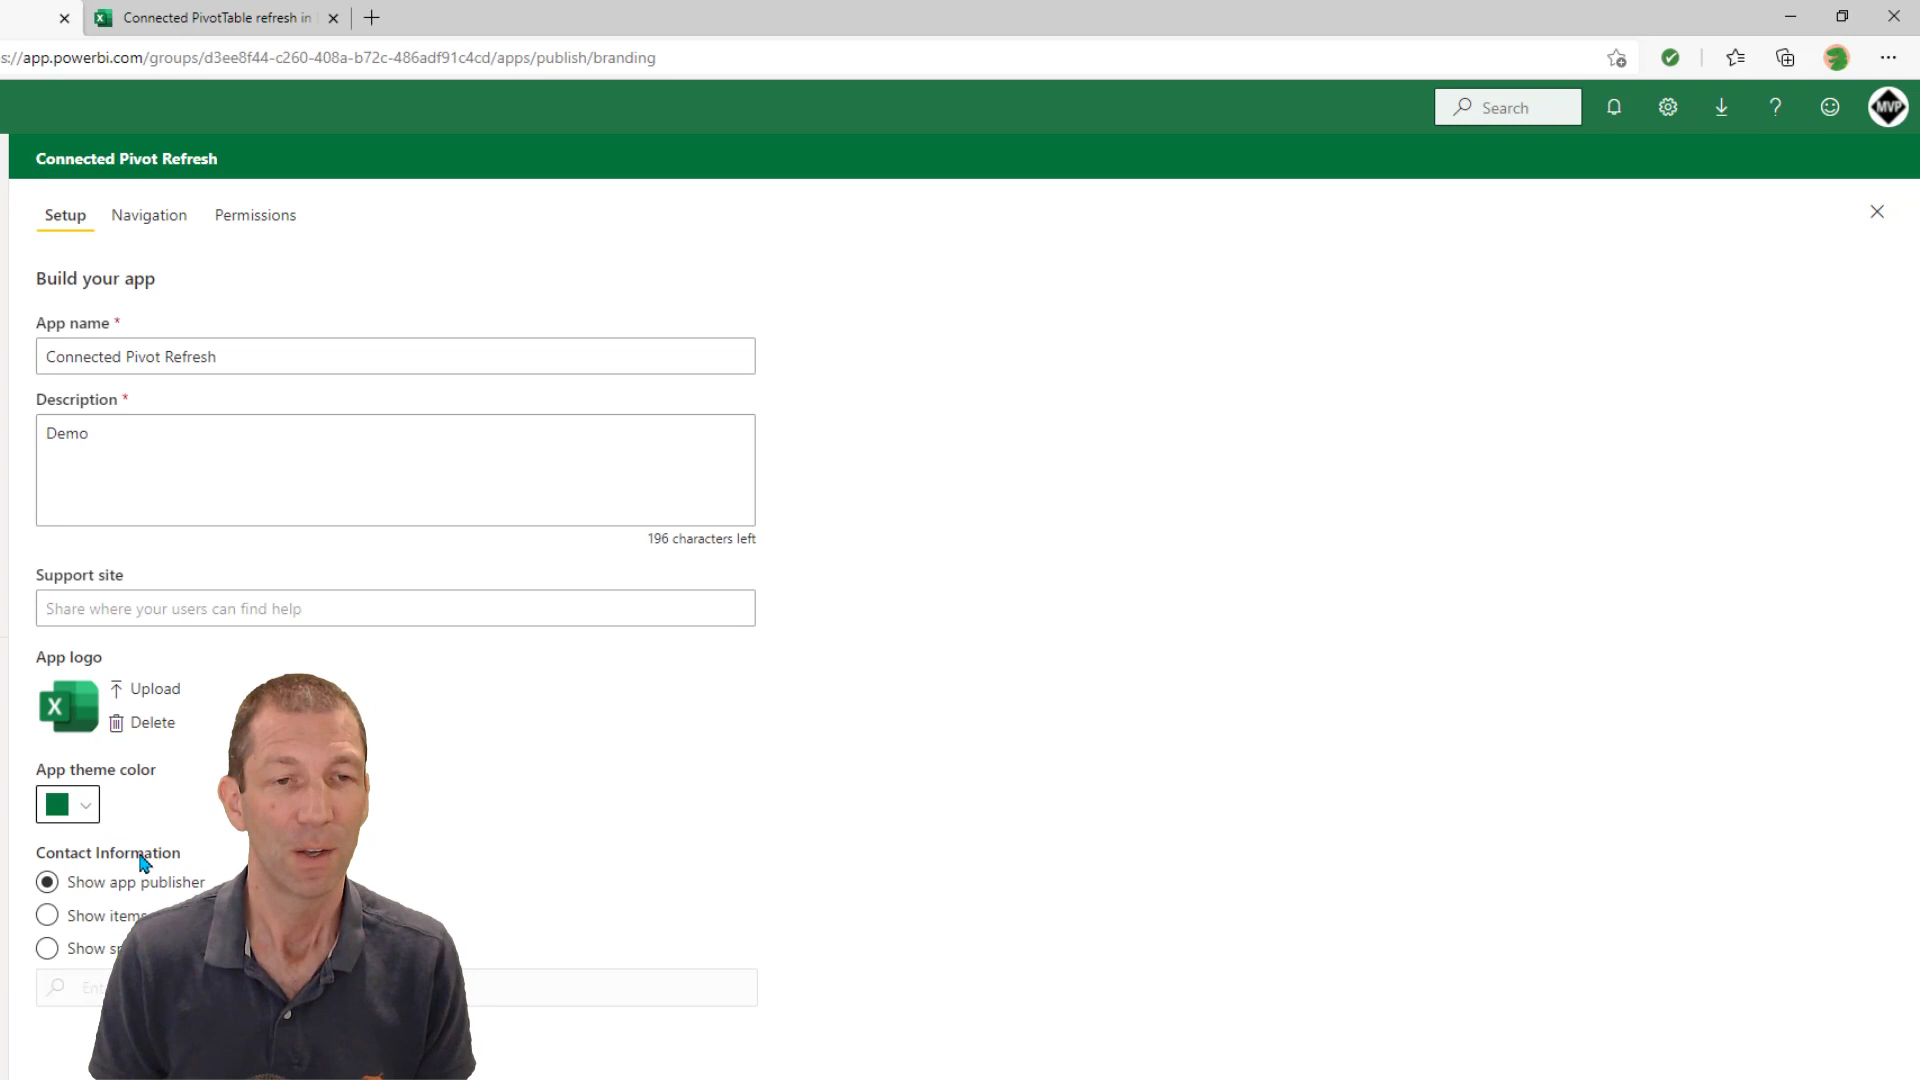 Connected PivotTable refresh in
s://app.powerbi.com/groups/d3ee8f44-c260-408a-b72c-486adf91c4cd/apps/publish/branding
Search
MVP
Connected Pivot Refresh
Setup Navigation Permissions
Build your app
App name *
Connected Pivot Refresh
Description *
Demo
196 characters left
Support site
Share where your users can find help
App logo
X
Upload
Delete
App theme color
Contact Information
Show app publisher
Show items
Show